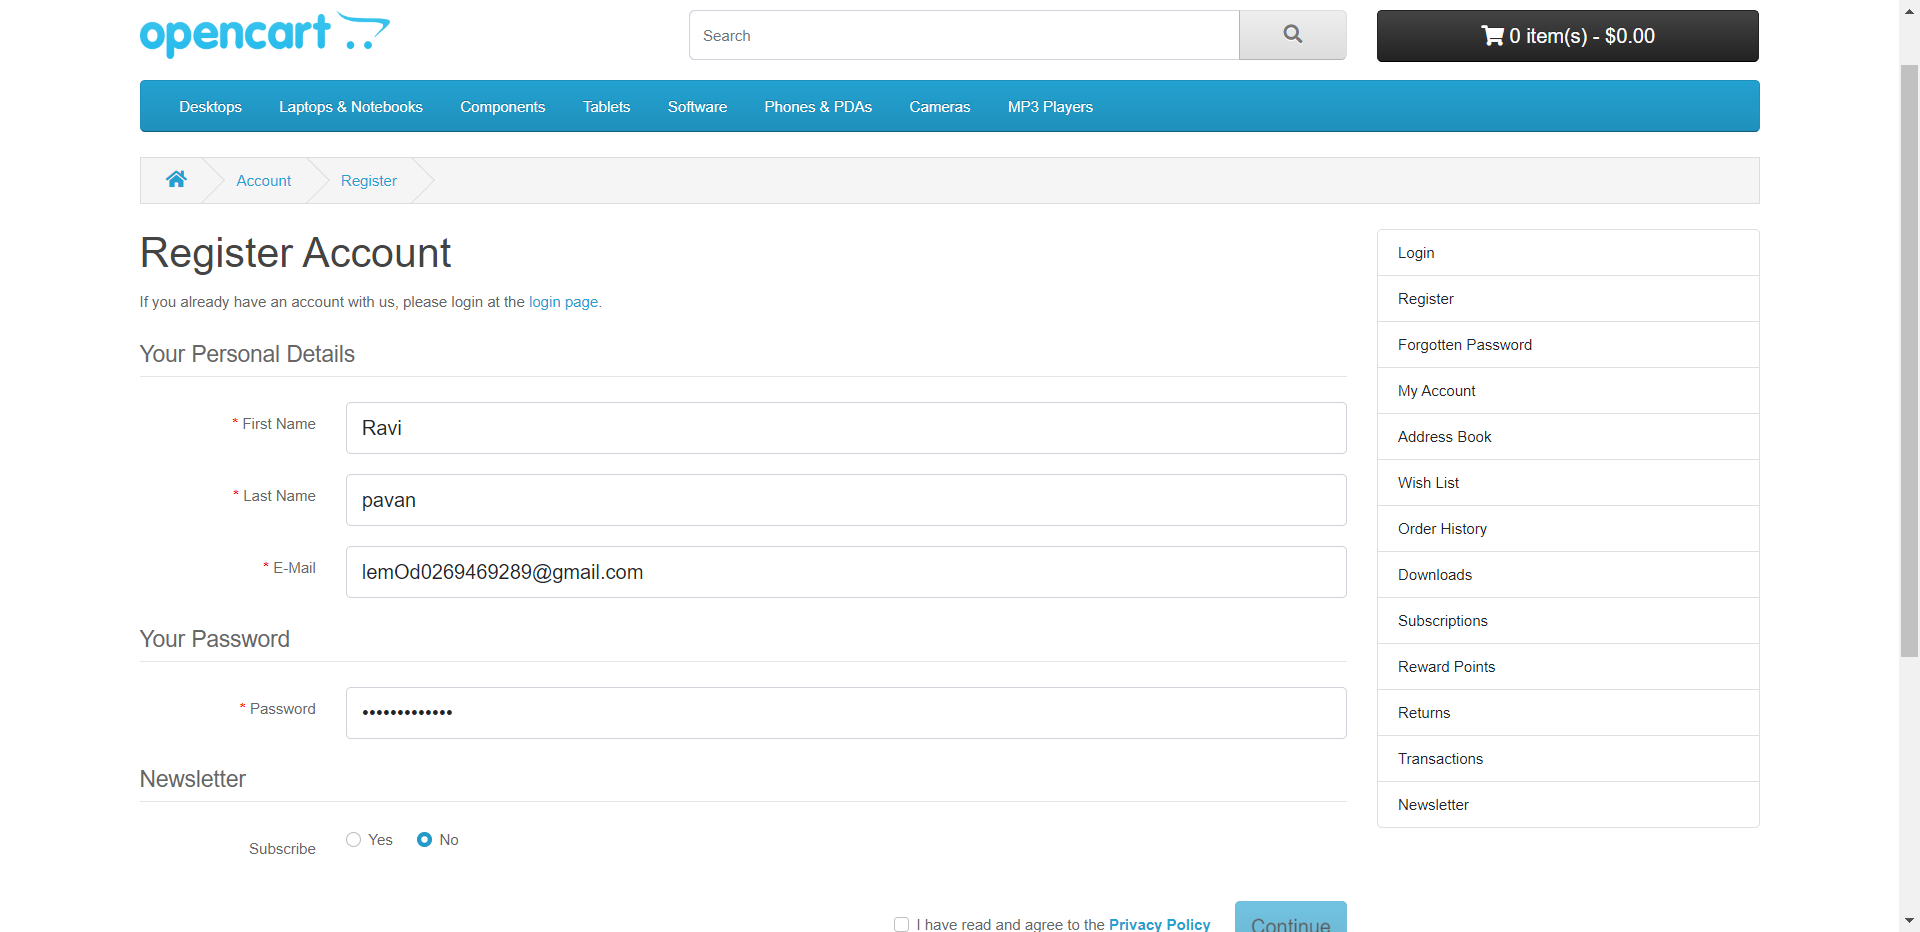 opencart
Search
0 item(s) - $0.00
Desktops Laptops & Notebooks Components Tablets Software Phones & PDAs Cameras MP3 Players
Account Register
Register Account
If you already have an account with us, please login at the login page.
Your Personal Details
* First Name Ravi
* Last Name pavan
* E-Mail lemOd0269469289@gmail.com
Your Password
* Password •••••••••••••
Newsletter
Subscribe Yes No
I have read and agree to the Privacy Policy Continue
Login
Register
Forgotten Password
My Account
Address Book
Wish List
Order History
Downloads
Subscriptions
Reward Points
Returns
Transactions
Newsletter